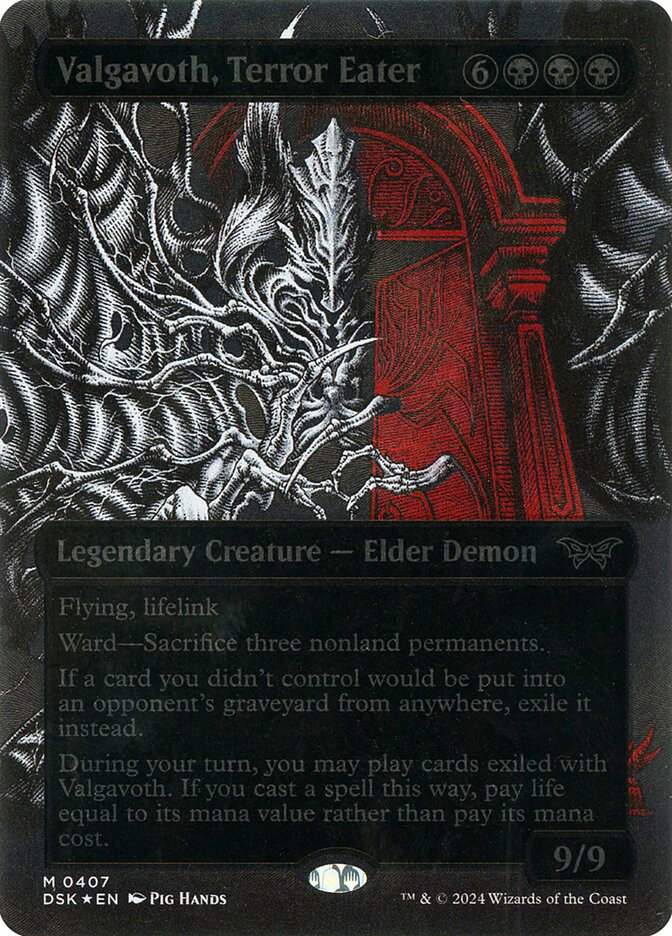 Valgavoth, Terror Eater 6
Legendary Creature — Elder Demon
Flying, lifelink
Ward—Sacrifice three nonland permanents.
If a card you didn't control would be put into
an opponent's graveyard from anywhere, exile it
instead.
During your turn, you may play cards exiled with
Valgavoth. If you cast a spell this way, pay life
equal to its mana value rather than pay its mana
cost.
9/9
M 0407
DSK★EN Pig Hands ™ & © 2024 Wizards of the Coast